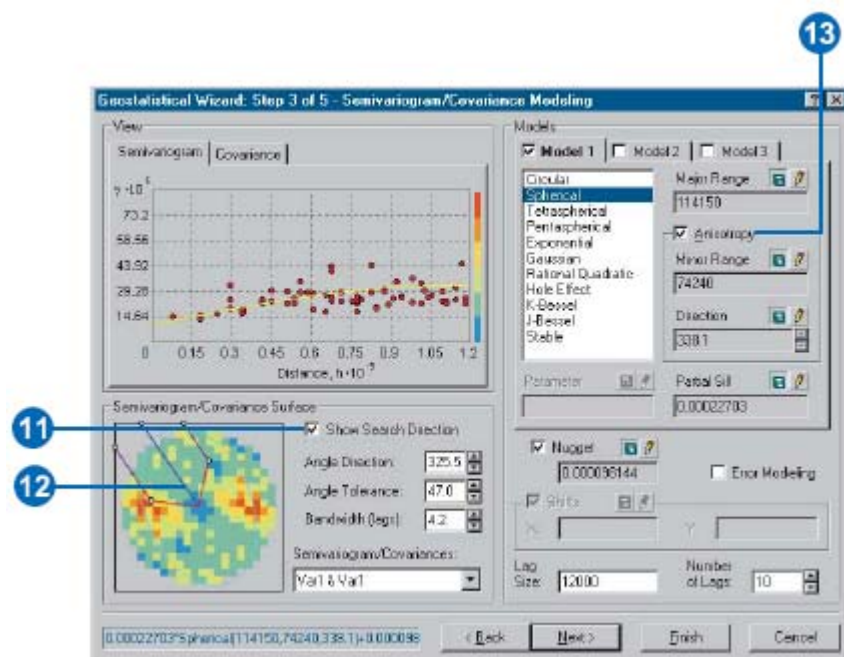 13
Geostatistical Wizard: Step 3 of 5 - Semivariogram/Covariance Modeling
View
Semivariogram
Covariance
73.2
58.56
43.92
29.28
14.64
0 0.15 0.3 0.45 0.6 0.75 0.9 1.05 1.2
Models
Model 1
Model 2
Model 3
Circular
Spherical
Tetraspherical
Pentaspherical
Exponential
Gaussian
Rational Quadratic
Hole Effect
K-Bessel
J-Bessel
Stable
Major Range
114150
Anisotropy
Minor Range
74240
Direction
338.1
Parameter
Partial Sill
0.00022703
Nugget
0.000098144
Error Modeling
Shifts
X:
Y:
Lag Size: 12000
Number of Lags: 10
11
12
Semivariogram/Covariance Surface
Show Search Direction
Angle Direction: 325.5
Angle Tolerance: 47.0
Bandwidth (lags): 4.2
Semivariogram/Covariances:
Var1 & Var1
0.00022703*Spherical(114150,74240,338.1)+0.000098
< Back
Next >
Finish
Cancel